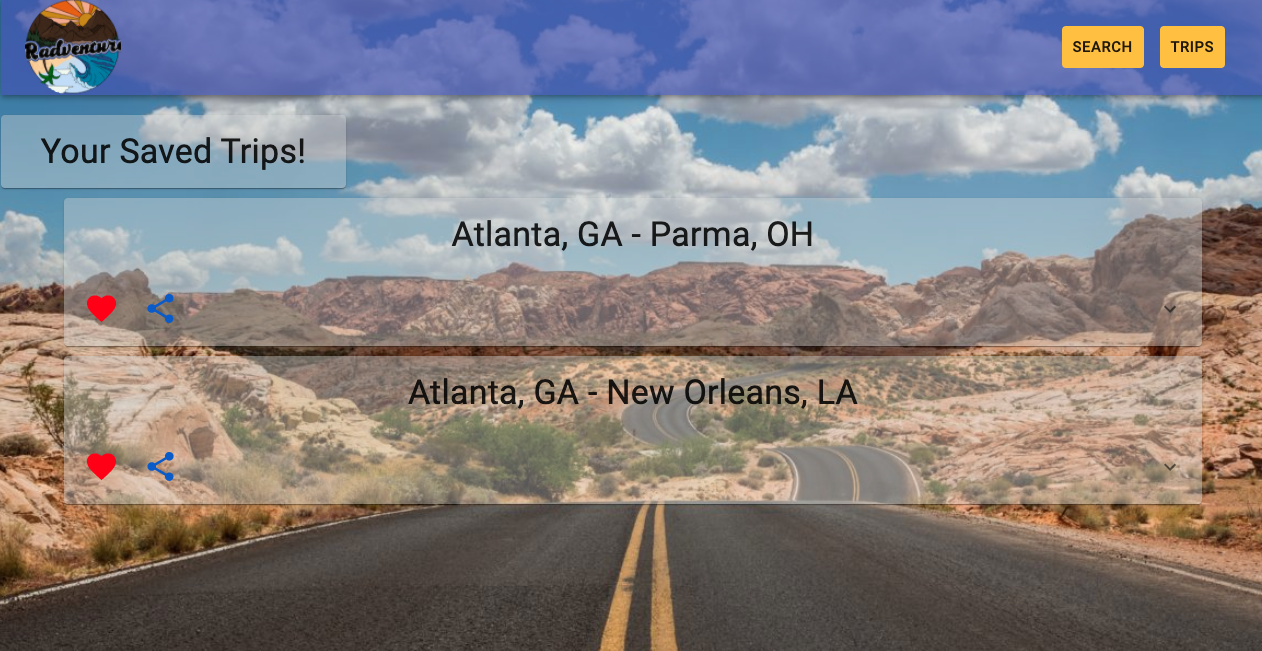 Radventure
SEARCH
TRIPS
Your Saved Trips!
Atlanta, GA - Parma, OH
Atlanta, GA - New Orleans, LA